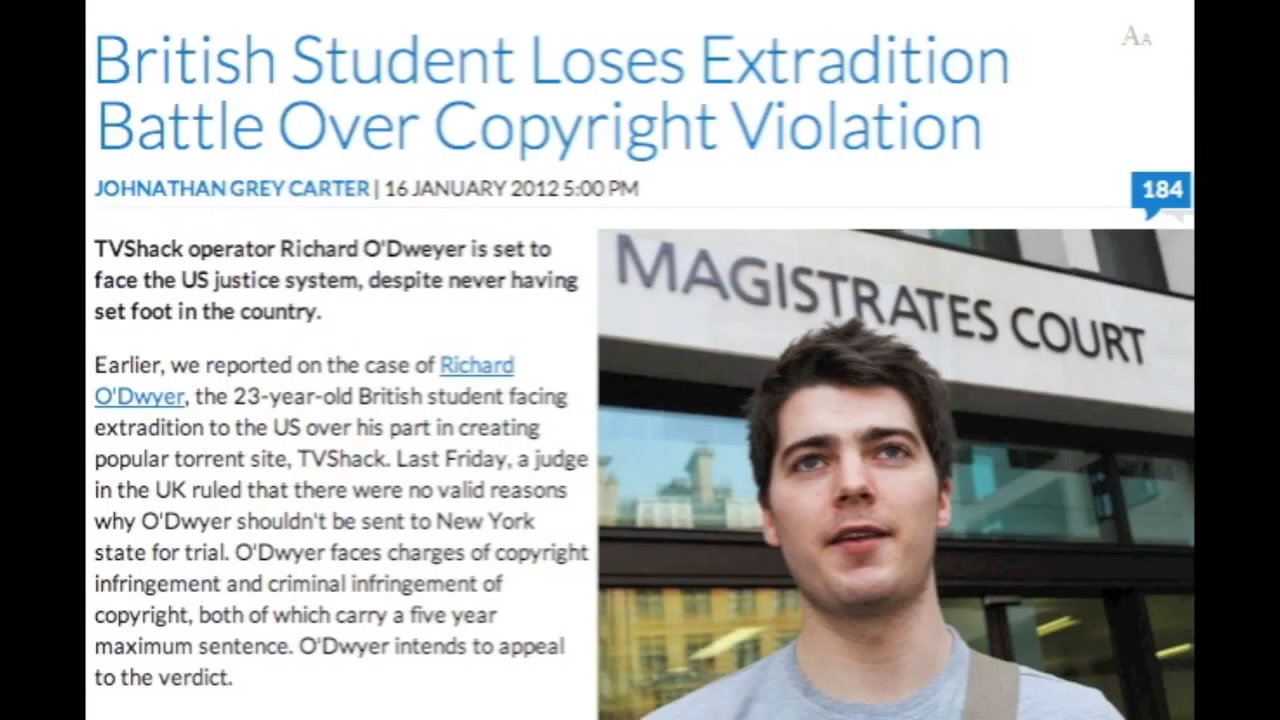 British Student Loses Extradition
Battle Over Copyright Violation
AA
JOHNATHAN GREY CARTER | 16 JANUARY 2012 5:00 PM
184
TVShack operator Richard O'Dweyer is set to
face the US justice system, despite never having
set foot in the country.
Earlier, we reported on the case of Richard
O'Dwyer, the 23-year-old British student facing
extradition to the US over his part in creating
popular torrent site, TVShack. Last Friday, a judge
in the UK ruled that there were no valid reasons
why O'Dwyer shouldn't be sent to New York
state for trial. O'Dwyer faces charges of copyright
infringement and criminal infringement of
copyright, both of which carry a five year
maximum sentence. O'Dwyer intends to appeal
to the verdict.
MAGISTRATES COURT